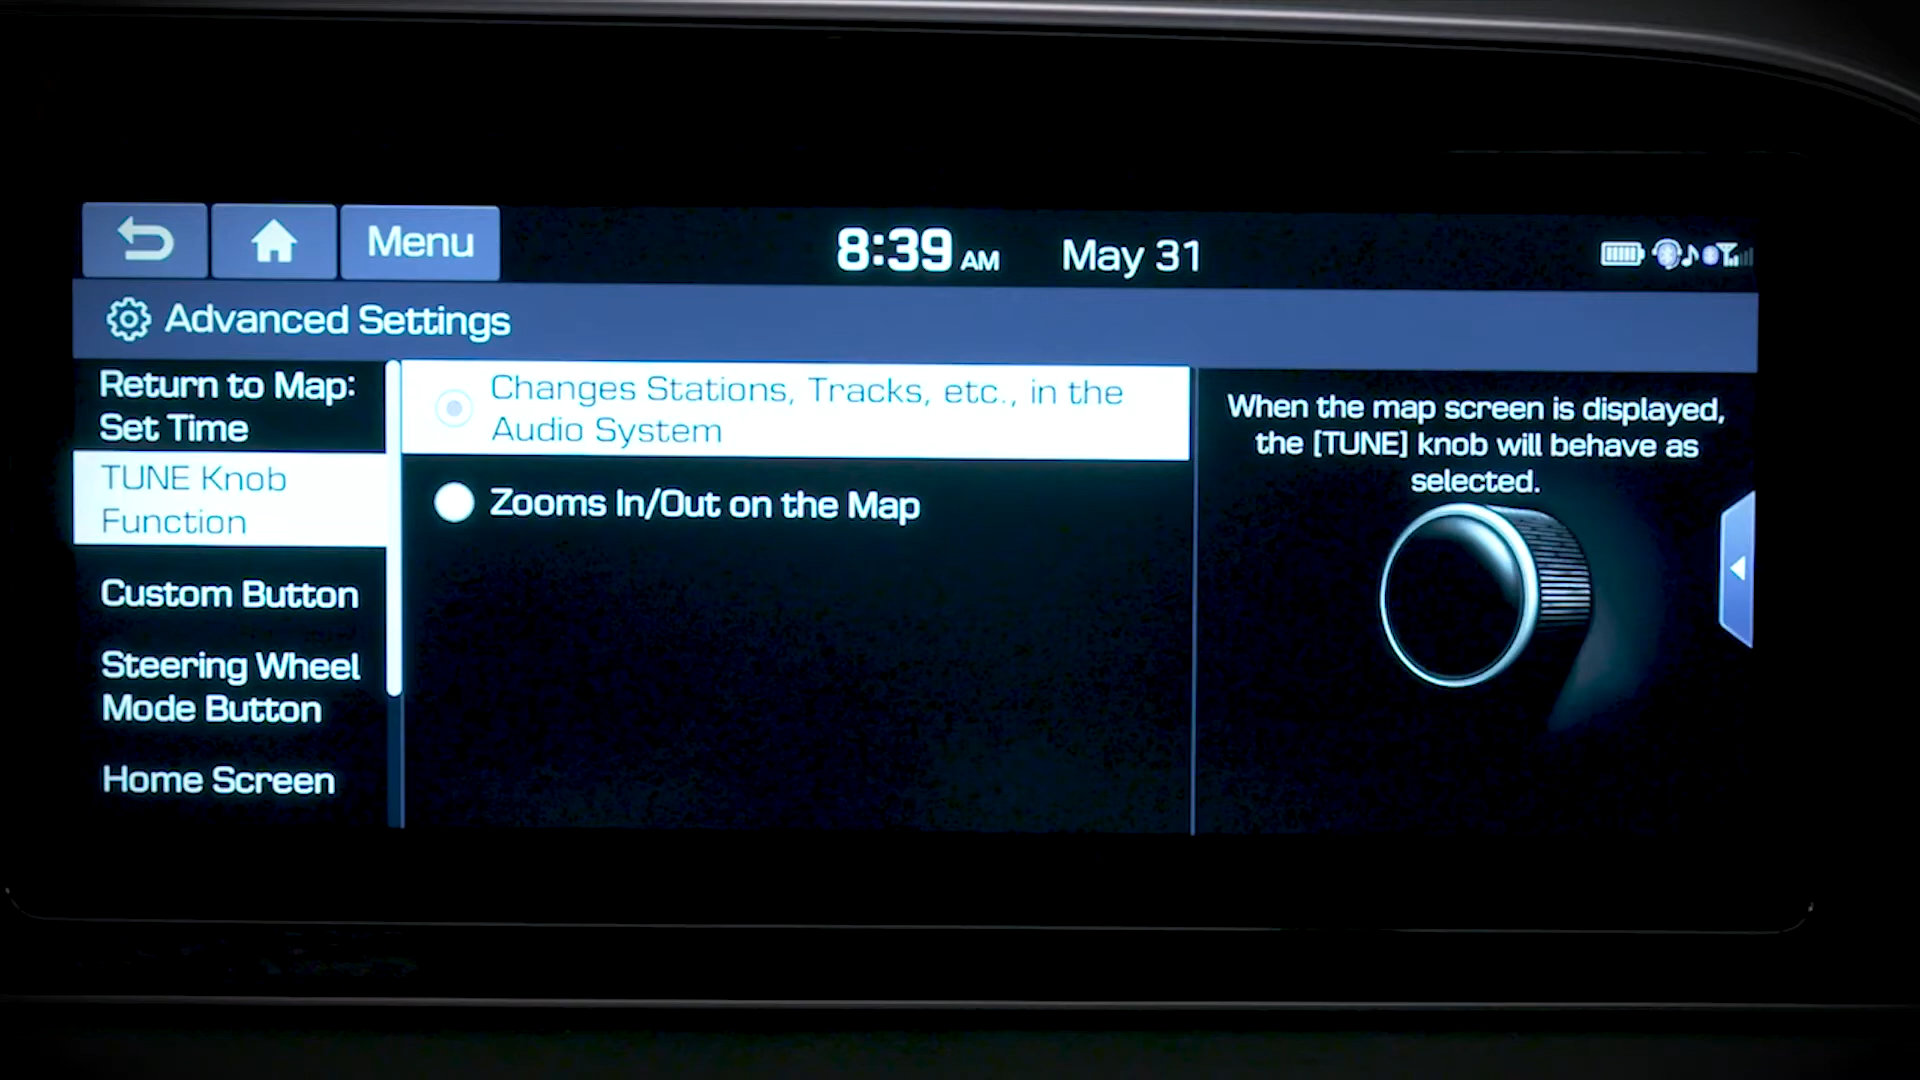 Menu
8:39 AM May 31
Advanced Settings
Return to Map:
Set Time
TUNE Knob
Function
Custom Button
Steering Wheel
Mode Button
Home Screen
Changes Stations, Tracks, etc., in the
Audio System
Zooms In/Out on the Map
When the map screen is displayed,
the [TUNE] knob will behave as
selected.